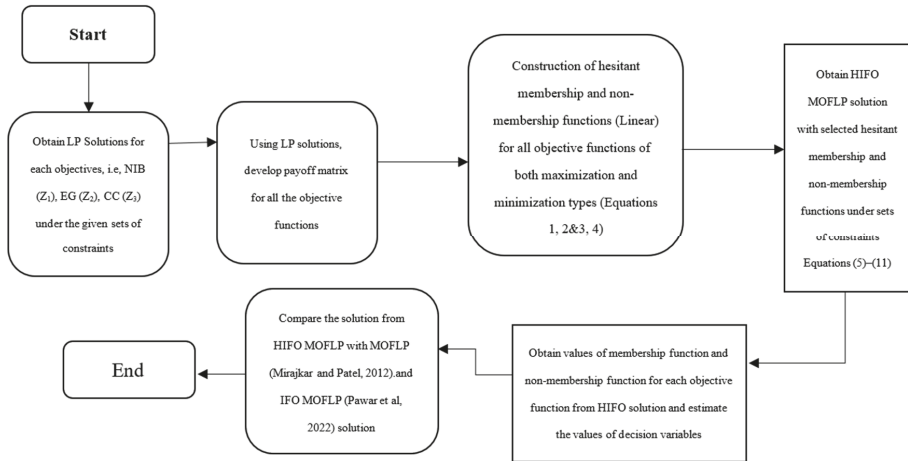 Start
Obtain LP Solutions for
each objectives, i.e, NIB
(Z₁), EG (Z₂), CC (Z₃)
under the given sets of
constraints
Using LP solutions,
develop payoff matrix
for all the objective
functions
Construction of hesitant
membership and non-
membership functions (Linear)
for all objective functions of
both maximization and
minimization types (Equations
1, 2&3, 4)
Obtain HIFO
MOFLP solution
with selected hesitant
membership and
non-membership
functions under sets
of constraints
Equations (5)–(11)
Obtain values of membership function and
non-membership function for each objective
function from HIFO solution and estimate
the values of decision variables
Compare the solution from
HIFO MOFLP with MOFLP
(Mirajkar and Patel, 2012).and
IFO MOFLP (Pawar et al,
2022) solution
End